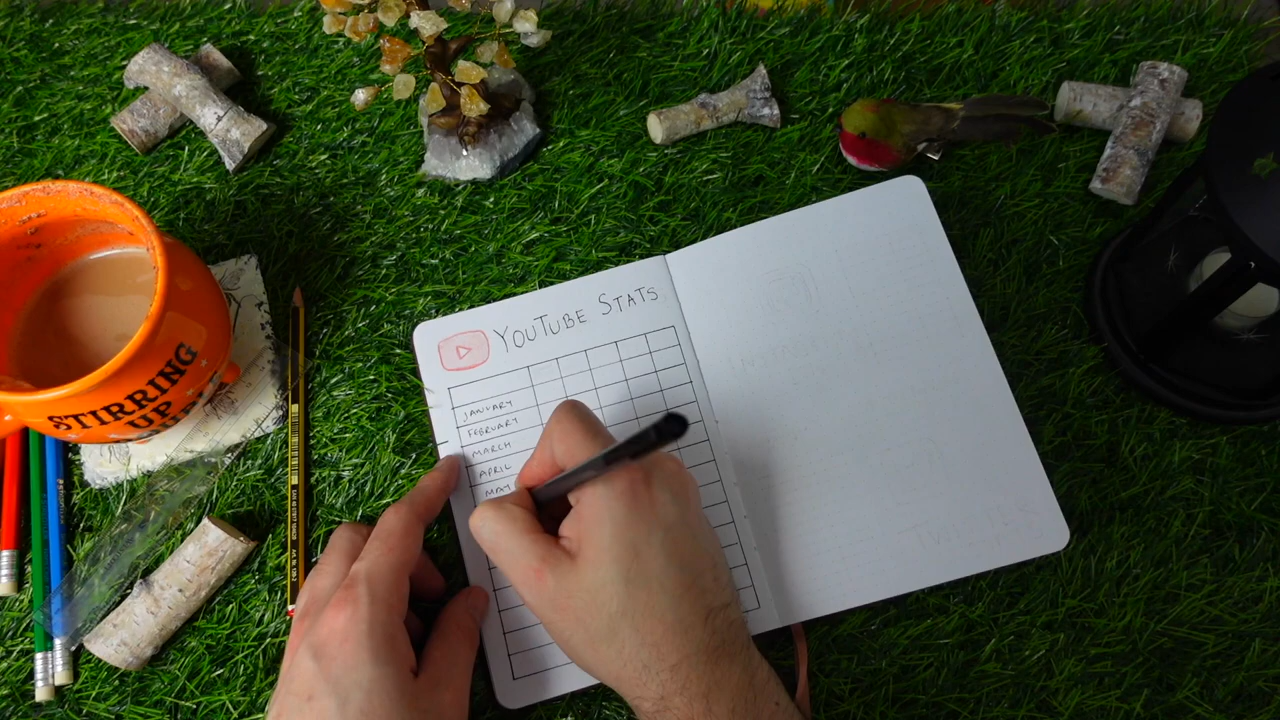 YOUTUBE STATS
JANUARY
FEBRUARY
MARCH
APRIL
MAY
STIRRING
UP